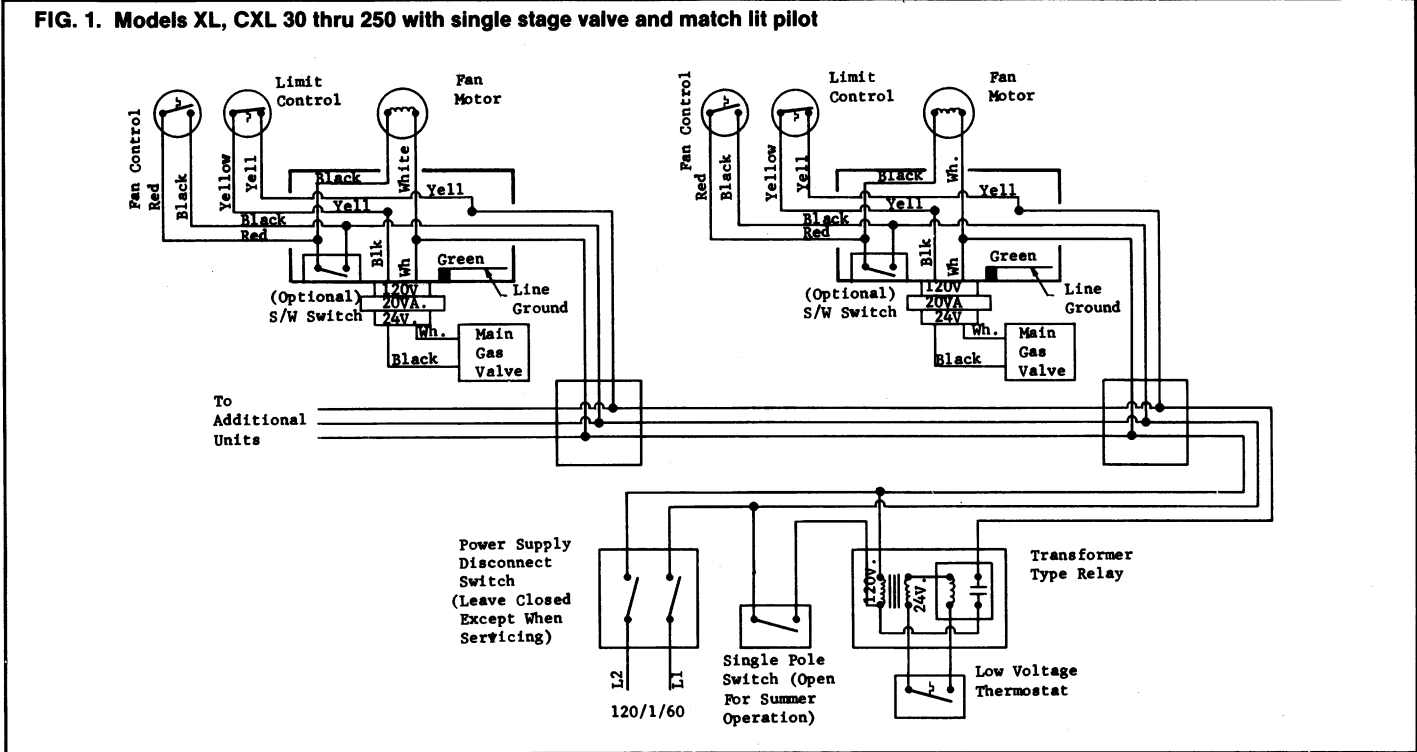 FIG. 1. Models XL, CXL 30 thru 250 with single stage valve and match lit pilot
Fan Control
Limit
Control
Fan
Motor
Red
Black
Yellow
Yell
Black
White
Yell
Yell
Black
Red
Blk
Wh
Green
(Optional)
S/W Switch
120V
20VA.
24V.
Line
Ground
Wh.
Black
Main
Gas
Valve
Fan Control
Limit
Control
Fan
Motor
Red
Black
Yellow
Yell
Black
Wh.
Yell
Yell
Black
Red
Blk
Wh
Green
(Optional)
S/W Switch
120V
20VA
24V
Line
Ground
Wh.
Black
Main
Gas
Valve
To
Additional
Units
Power Supply
Disconnect
Switch
(Leave Closed
Except When
Servicing)
L2
L1
120/1/60
Single Pole
Switch (Open
For Summer
Operation)
120V.
24V.
Transformer
Type Relay
Low Voltage
Thermostat